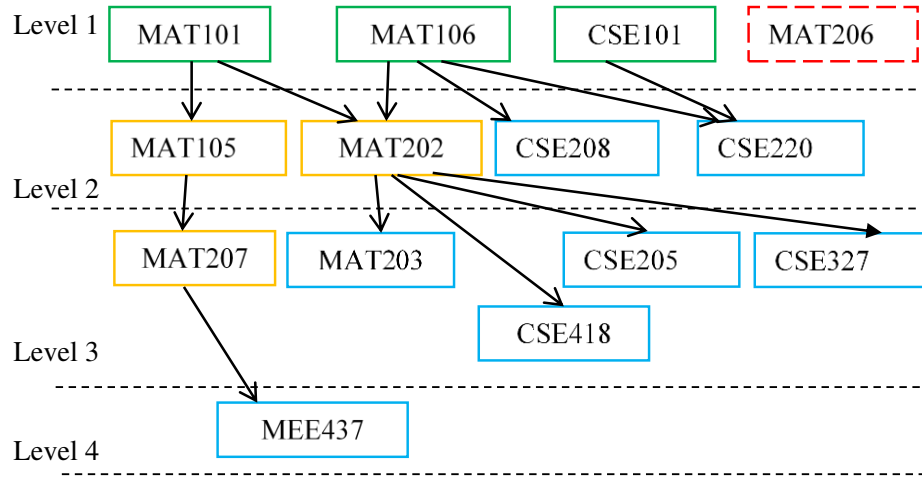 Level 1
MAT101 MAT106 CSE101 MAT206
MAT105 MAT202 CSE208 CSE220
Level 2
MAT207 MAT203 CSE205 CSE327
CSE418
Level 3
MEE437
Level 4